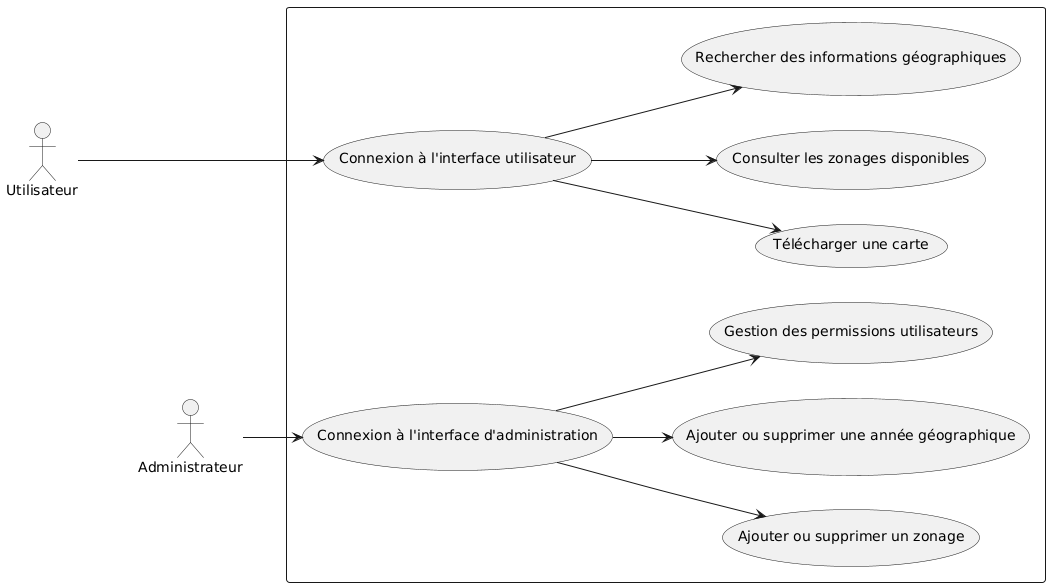 Rechercher des informations géographiques
Connexion à l'interface utilisateur
Consulter les zonages disponibles
Utilisateur
Télécharger une carte
Gestion des permissions utilisateurs
Connexion à l'interface d'administration
Ajouter ou supprimer une année géographique
Administrateur
Ajouter ou supprimer un zonage